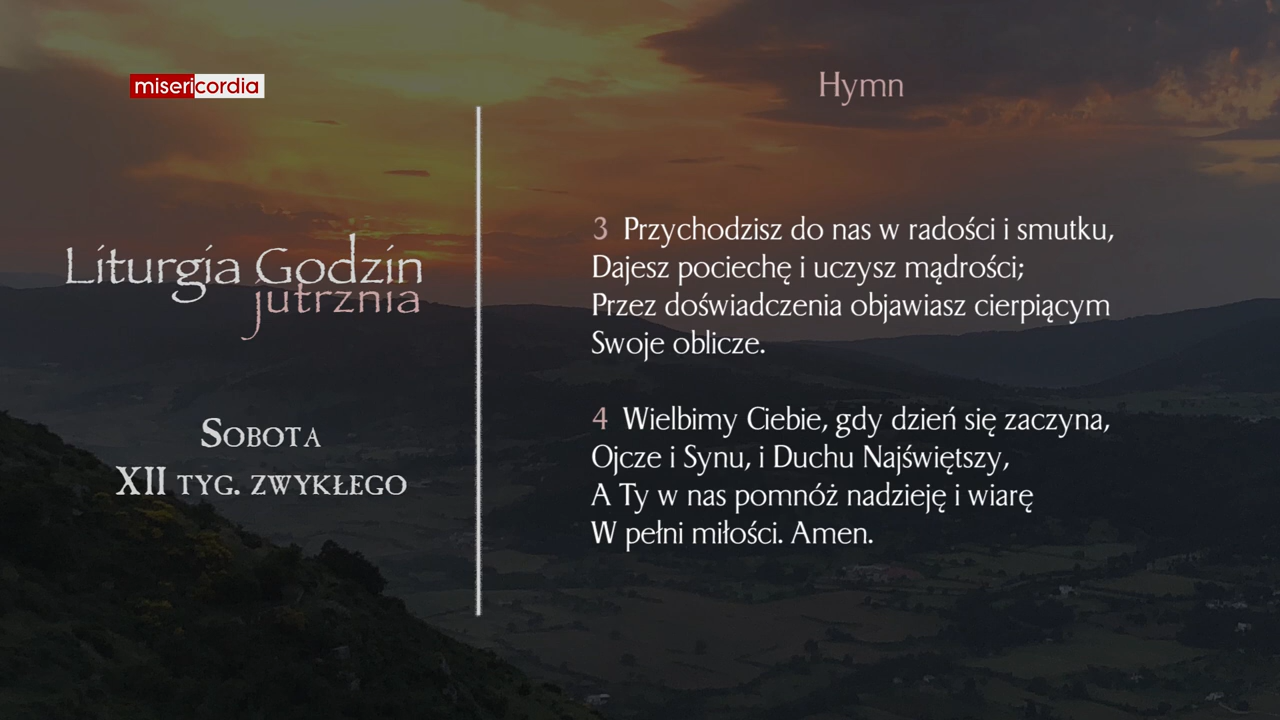 misericordia
Liturgia Godzin
jutrznia
Sobota
XII tyg. zwykłego
Hymn
3 Przychodzisz do nas w radości i smutku,
Dajesz pociechę i uczysz mądrości;
Przez doświadczenia objawiasz cierpiącym
Swoje oblicze.
4 Wielbimy Ciebie, gdy dzień się zaczyna,
Ojcze i Synu, i Duchu Najświętszy,
A Ty w nas pomnóż nadzieję i wiarę
W pełni miłości. Amen.